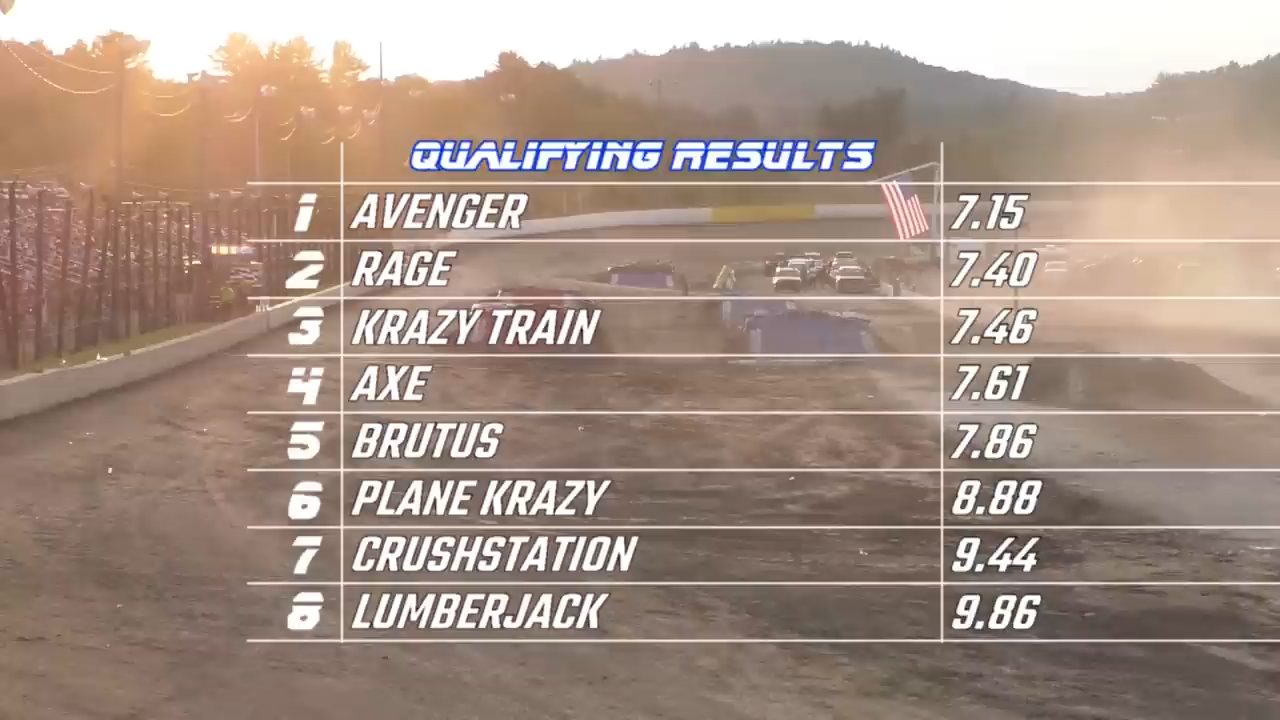 QUALIFYING RESULTS
1 AVENGER 7.15
2 RAGE 7.40
3 KRAZY TRAIN 7.46
4 AXE 7.61
5 BRUTUS 7.86
6 PLANE KRAZY 8.88
7 CRUSHSTATION 9.44
8 LUMBERJACK 9.86